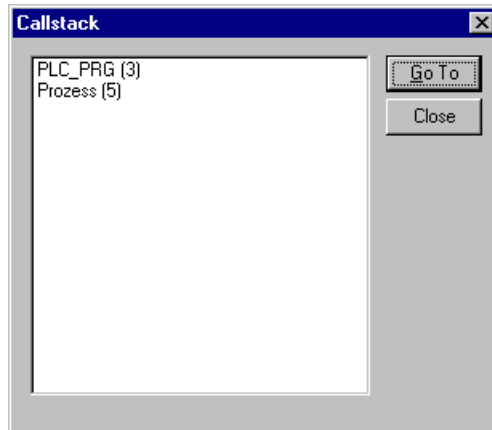 Callstack
PLC_PRG (3)
Prozess (5)
Go To
Close